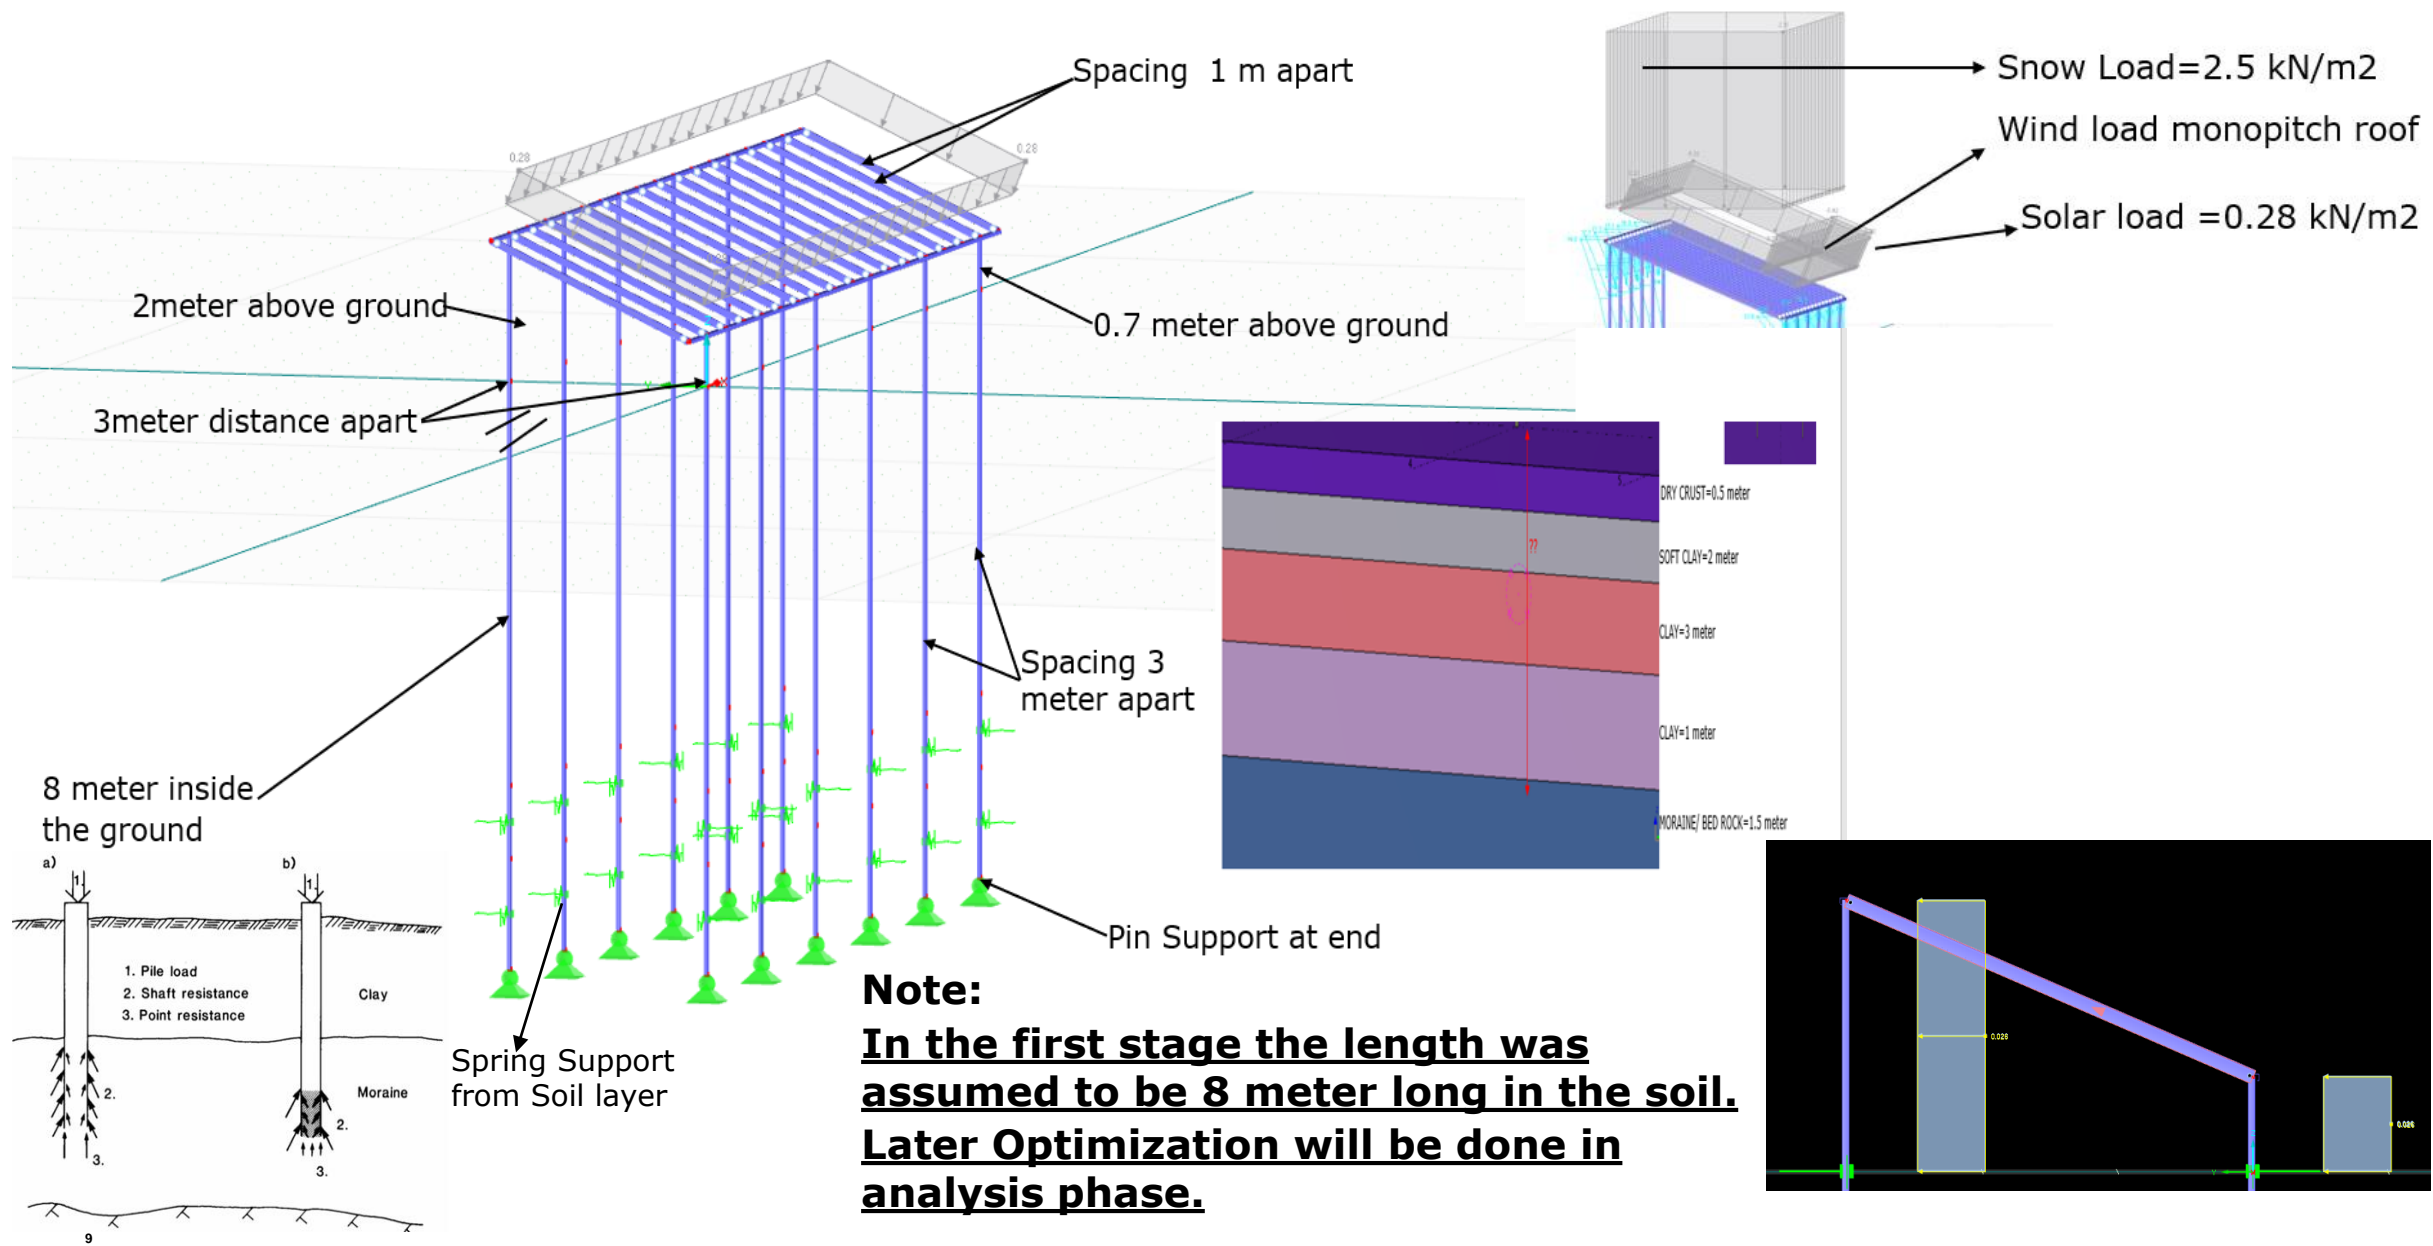 Spacing  1 m apart
Snow Load=2.5 kN/m2
Wind load monopitch roof
Solar load =0.28 kN/m2
0.28
0.28
2meter above ground
0.7 meter above ground
3meter distance apart
??
DRY CRUST=0.5 meter
SOFT CLAY=2 meter
CLAY=3 meter
CLAY=1 meter
MORAINE/ BED ROCK=1.5 meter
Spacing 3
meter apart
8 meter inside
the ground
Pin Support at end
Spring Support
from Soil layer
a)
b)
1.
1.
1. Pile load
2. Shaft resistance
3. Point resistance
Clay
Moraine
2.
2.
3.
3.
9
Note:
In the first stage the length was
assumed to be 8 meter long in the soil.
Later Optimization will be done in
analysis phase.
0.026
0.026